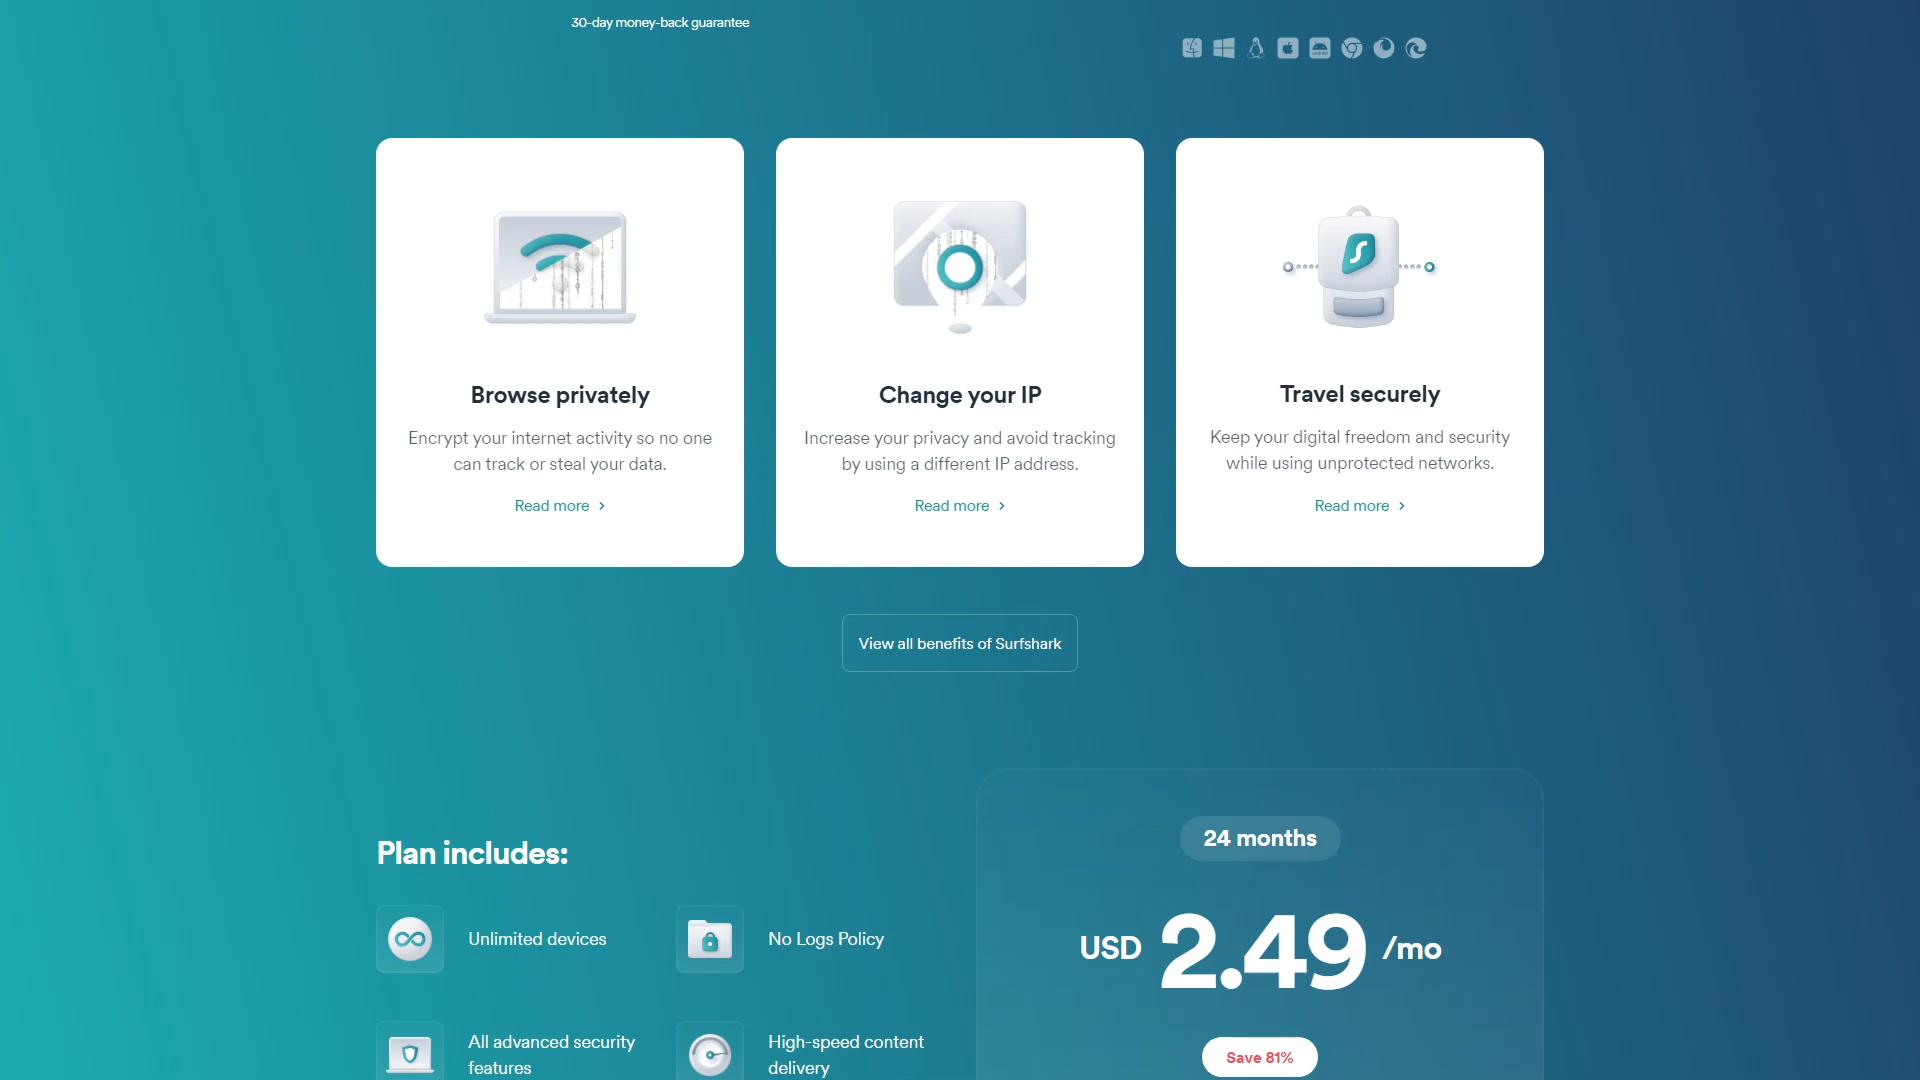 30-day money-back guarantee
Browse privately
Encrypt your internet activity so no one
can track or steal your data.
Read more
Change your IP
Increase your privacy and avoid tracking
by using a different IP address.
Read more
Travel securely
Keep your digital freedom and security
while using unprotected networks.
Read more
View all benefits of Surfshark
Plan includes:
Unlimited devices
No Logs Policy
All advanced security
features
High-speed content
delivery
24 months
USD 2.49 /mo
Save 81%